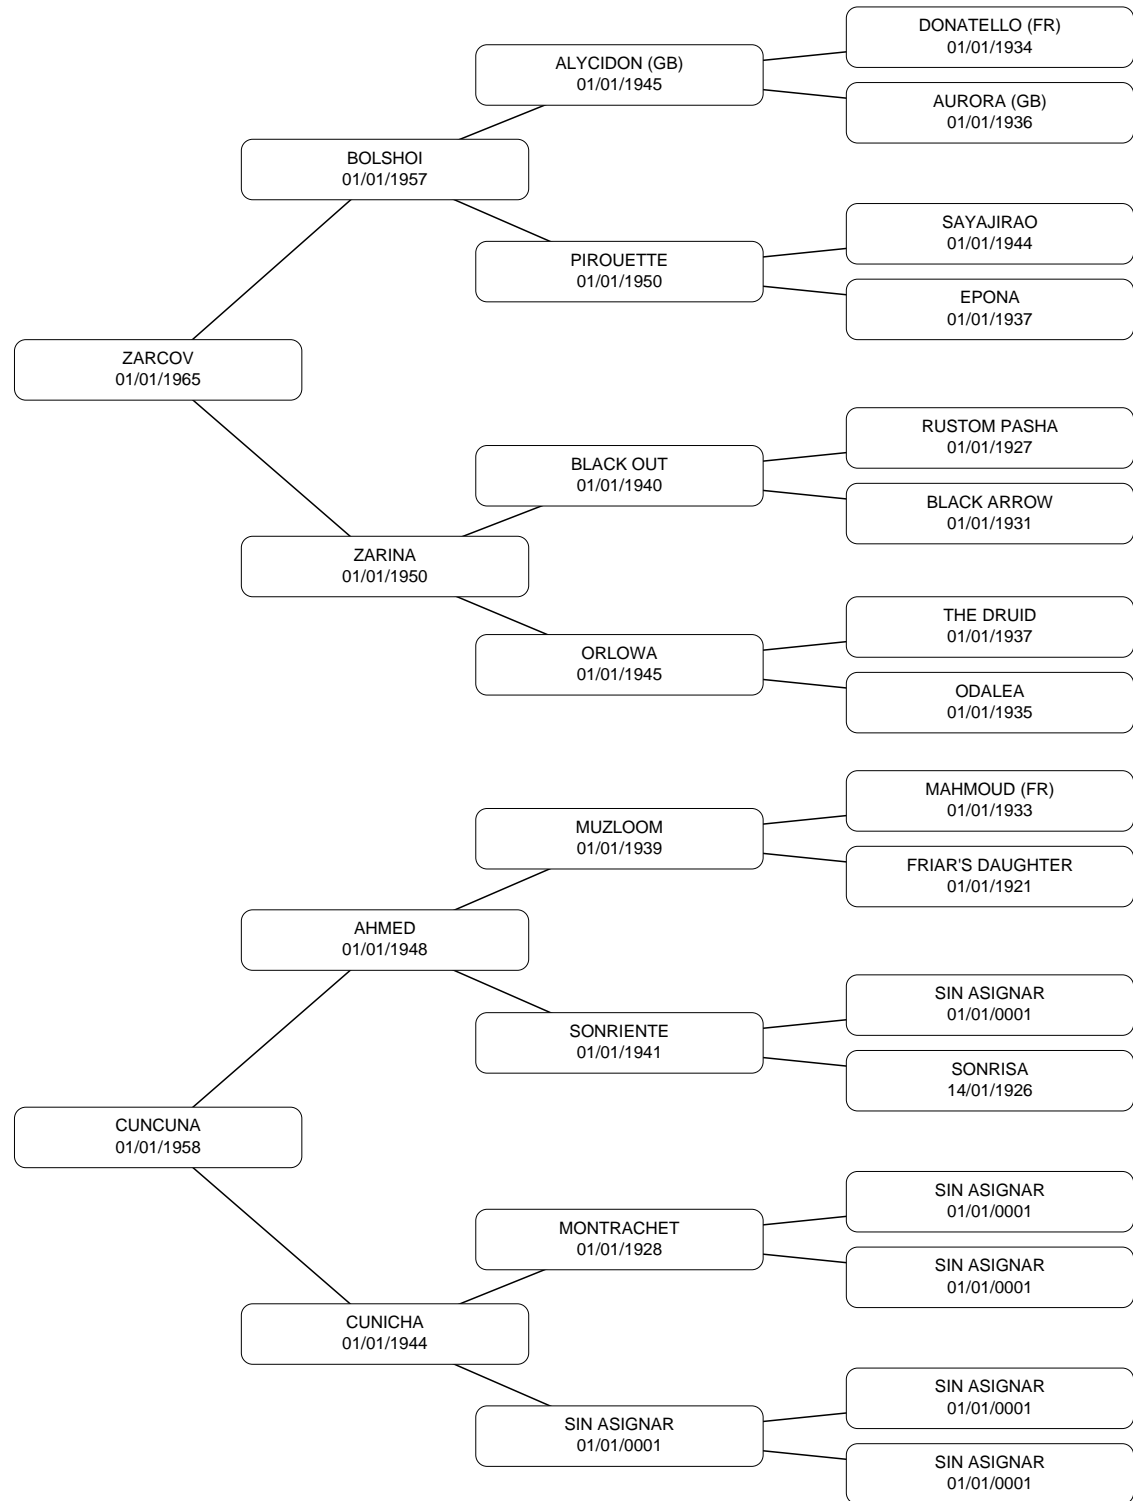 DONATELLO (FR)
01/01/1934
ALYCIDON (GB)
01/01/1945
AURORA (GB)
01/01/1936
BOLSHOI
01/01/1957
SAYAJIRAO
01/01/1944
PIROUETTE
01/01/1950
EPONA
01/01/1937
ZARCOV
01/01/1965
RUSTOM PASHA
01/01/1927
BLACK OUT
01/01/1940
BLACK ARROW
01/01/1931
ZARINA
01/01/1950
THE DRUID
01/01/1937
ORLOWA
01/01/1945
ODALEA
01/01/1935
MAHMOUD (FR)
01/01/1933
MUZLOOM
01/01/1939
FRIAR'S DAUGHTER
01/01/1921
AHMED
01/01/1948
SIN ASIGNAR
01/01/0001
SONRIENTE
01/01/1941
SONRISA
14/01/1926
CUNCUNA
01/01/1958
SIN ASIGNAR
01/01/0001
MONTRACHET
01/01/1928
SIN ASIGNAR
01/01/0001
CUNICHA
01/01/1944
SIN ASIGNAR
01/01/0001
SIN ASIGNAR
01/01/0001
SIN ASIGNAR
01/01/0001